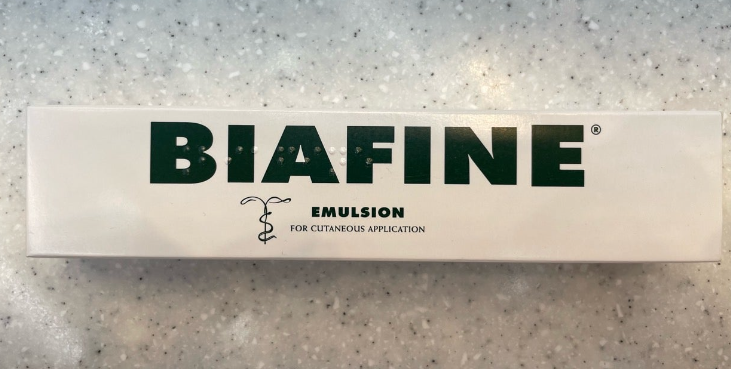 BIAFINE®
EMULSION
FOR CUTANEOUS APPLICATION